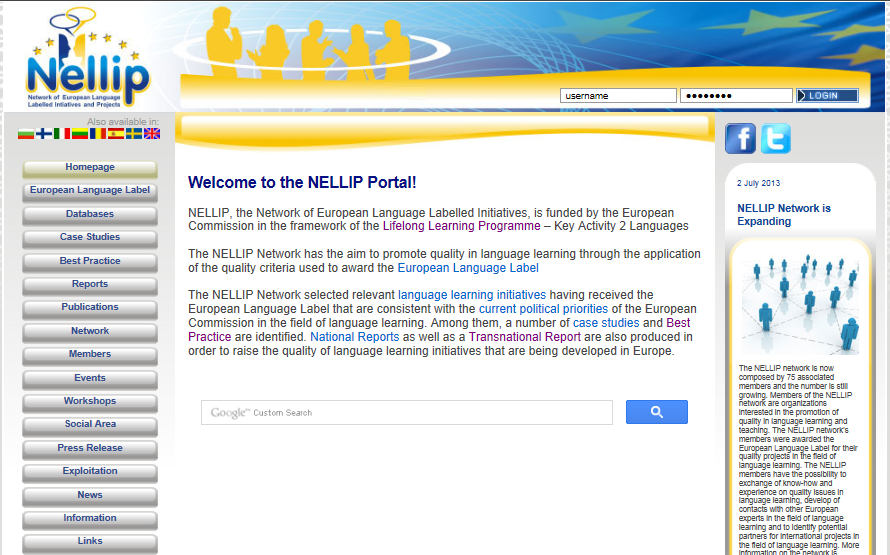 Nellip
Network of European Language
Labelled Intiatives and Projects
username
LOGIN
Also available in:
Homepage
European Language Label
Databases
Case Studies
Best Practice
Reports
Publications
Network
Members
Events
Workshops
Social Area
Press Release
Exploitation
News
Information
Links
Welcome to the NELLIP Portal!
NELLIP, the Network of European Language Labelled Initiatives, is funded by the European
Commission in the framework of the Lifelong Learning Programme – Key Activity 2 Languages
The NELLIP Network has the aim to promote quality in language learning through the application
of the quality criteria used to award the European Language Label
The NELLIP Network selected relevant language learning initiatives having received the
European Language Label that are consistent with the current political priorities of the European
Commission in the field of language learning. Among them, a number of case studies and Best
Practice are identified. National Reports as well as a Transnational Report are also produced in
order to raise the quality of language learning initiatives that are being developed in Europe.
Google™ Custom Search
f
t
2 July 2013
NELLIP Network is
Expanding
The NELLIP network is now
composed by 75 associated
members and the number is still
growing. Members of the NELLIP
network are organizations
interested in the promotion of
quality in language learning and
teaching. The NELLIP network's
members were awarded the
European Language Label for their
quality projects in the field of
language learning. The NELLIP
members have the possibility to
exchange of know-how and
experience on quality issues in
language learning, develop of
contacts with other European
experts in the field of language
learning and to identify potential
partners for international projects in
the field of language learning. More
information on the network is